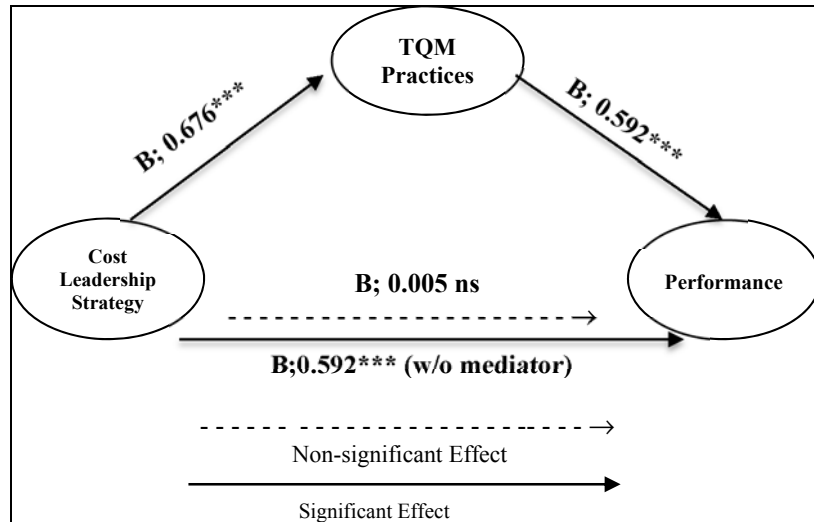 TQM
Practices
B; 0.676***
B; 0.592***
Cost
Leadership
Strategy
B; 0.005 ns
Performance
B;0.592*** (w/o mediator)
Non-significant Effect
Significant Effect